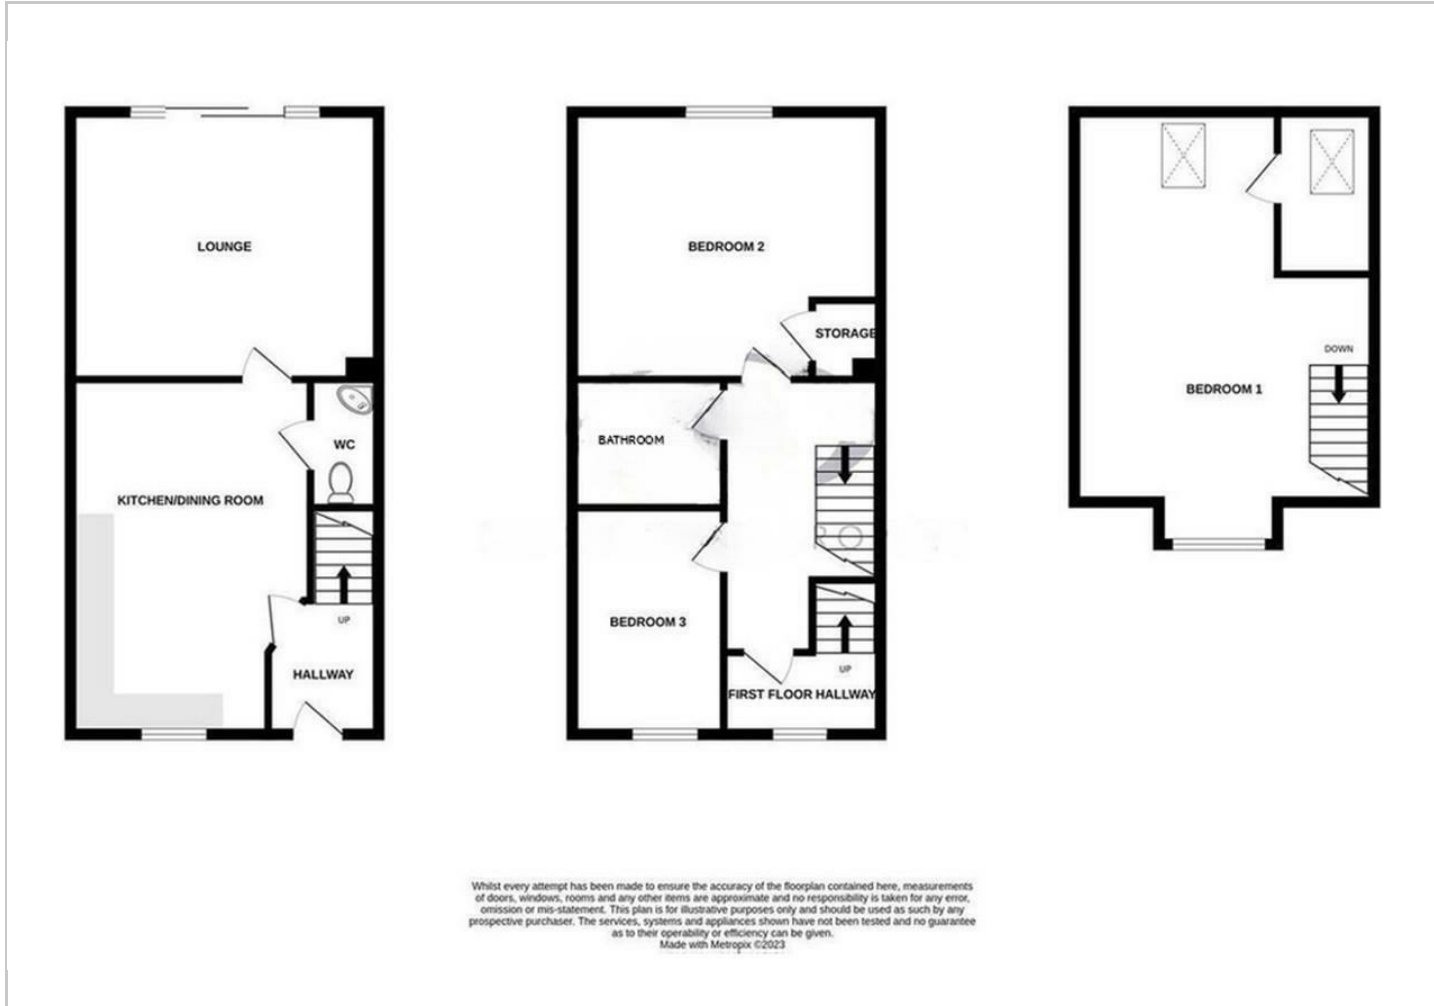 LOUNGE
WC
KITCHEN/DINING ROOM
UP
HALLWAY
BEDROOM 2
STORAGE
BATHROOM
BEDROOM 3
UP
FIRST FLOOR HALLWAY
DOWN
BEDROOM 1
Whilst every attempt has been made to ensure the accuracy of the floorplan contained here, measurements
of doors, windows, rooms and any other items are approximate and no responsibility is taken for any error,
omission or mis-statement. This plan is for illustrative purposes only and should be used as such by any
prospective purchaser. The services, systems and appliances shown have not been tested and no guarantee
as to their operability or efficiency can be given.
Made with Metropix ©2023